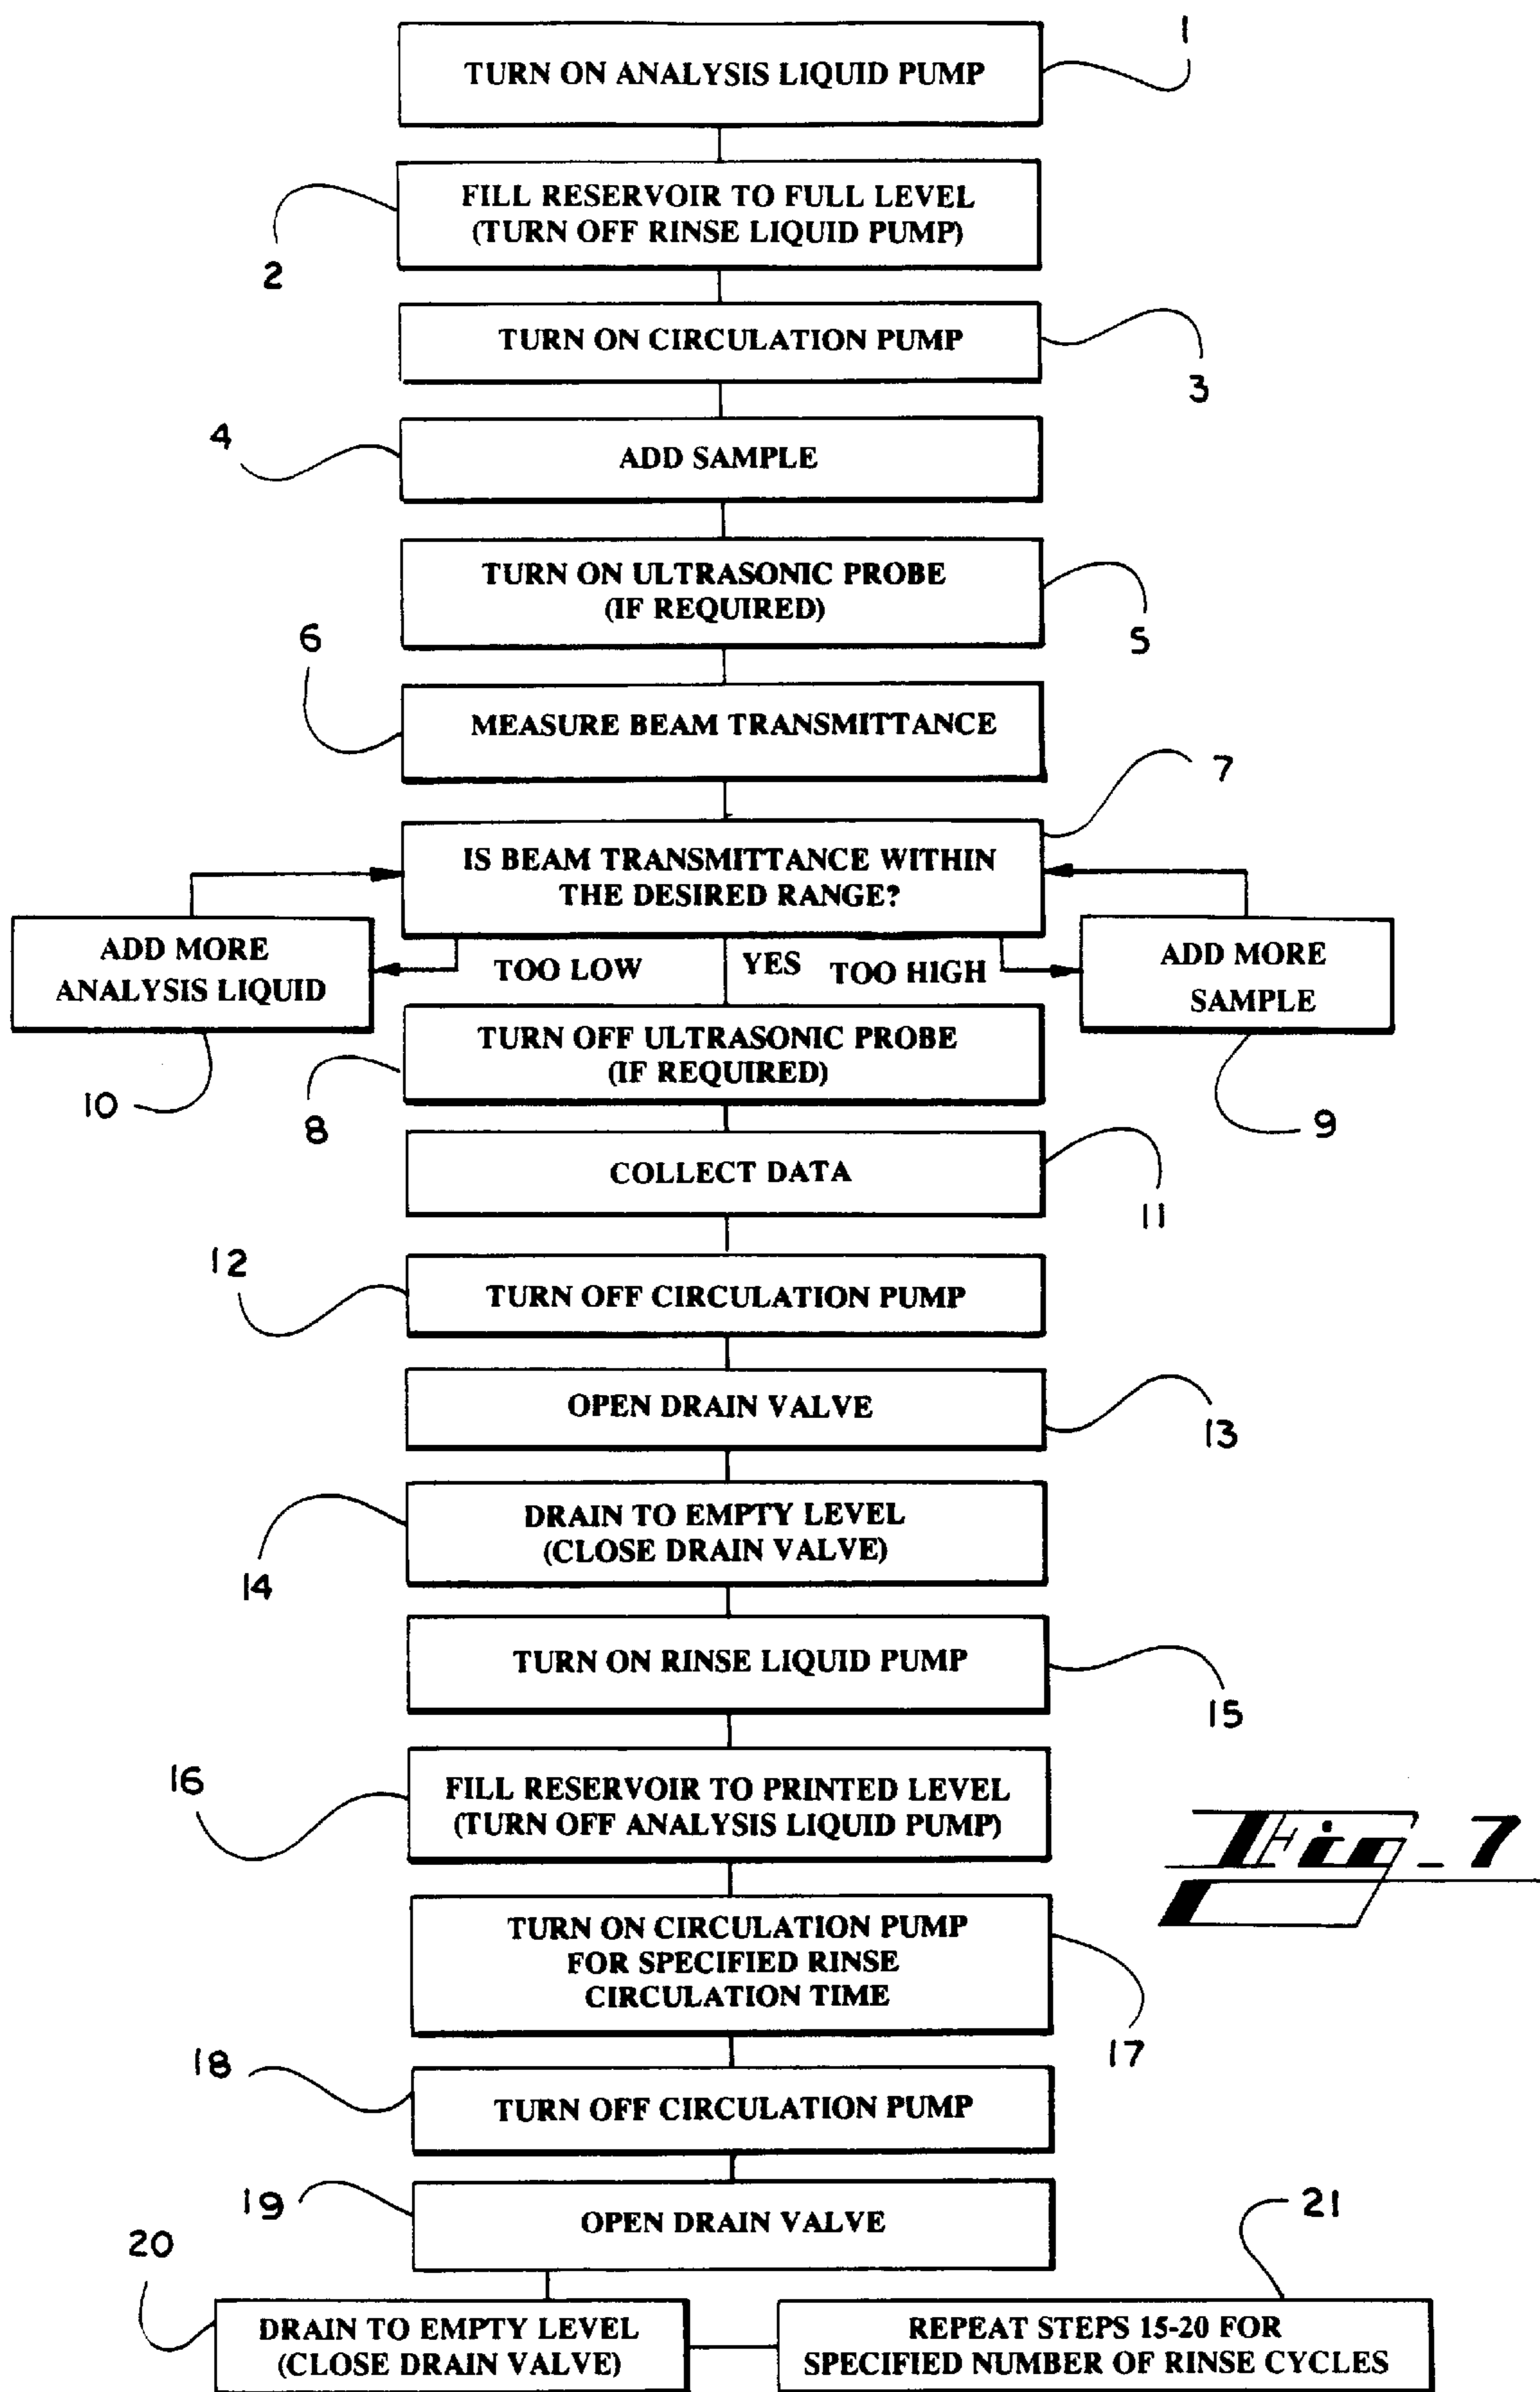 1
TURN ON ANALYSIS LIQUID PUMP
FILL RESERVOIR TO FULL LEVEL
(TURN OFF RINSE LIQUID PUMP)
2
TURN ON CIRCULATION PUMP
3
4
ADD SAMPLE
TURN ON ULTRASONIC PROBE
(IF REQUIRED)
5
6
MEASURE BEAM TRANSMITTANCE
7
IS BEAM TRANSMITTANCE WITHIN
THE DESIRED RANGE?
ADD MORE
ANALYSIS LIQUID
TOO LOW
YES
TOO HIGH
ADD MORE
SAMPLE
TURN OFF ULTRASONIC PROBE
(IF REQUIRED)
10
8
9
COLLECT DATA
11
12
TURN OFF CIRCULATION PUMP
OPEN DRAIN VALVE
13
DRAIN TO EMPTY LEVEL
(CLOSE DRAIN VALVE)
14
TURN ON RINSE LIQUID PUMP
15
16
FILL RESERVOIR TO PRINTED LEVEL
(TURN OFF ANALYSIS LIQUID PUMP)
Fig_7
TURN ON CIRCULATION PUMP
FOR SPECIFIED RINSE
CIRCULATION TIME
17
18
TURN OFF CIRCULATION PUMP
19
OPEN DRAIN VALVE
20
21
DRAIN TO EMPTY LEVEL
(CLOSE DRAIN VALVE)
REPEAT STEPS 15-20 FOR
SPECIFIED NUMBER OF RINSE CYCLES